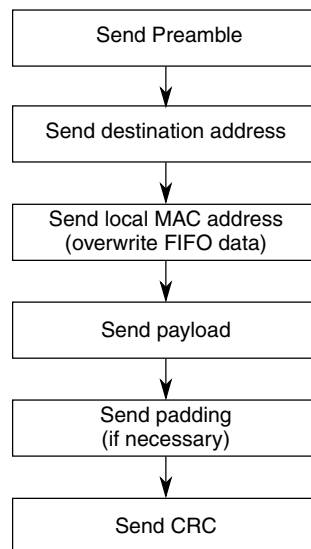 Send Preamble
Send destination address
Send local MAC address
(overwrite FIFO data)
Send payload
Send padding
(if necessary)
Send CRC